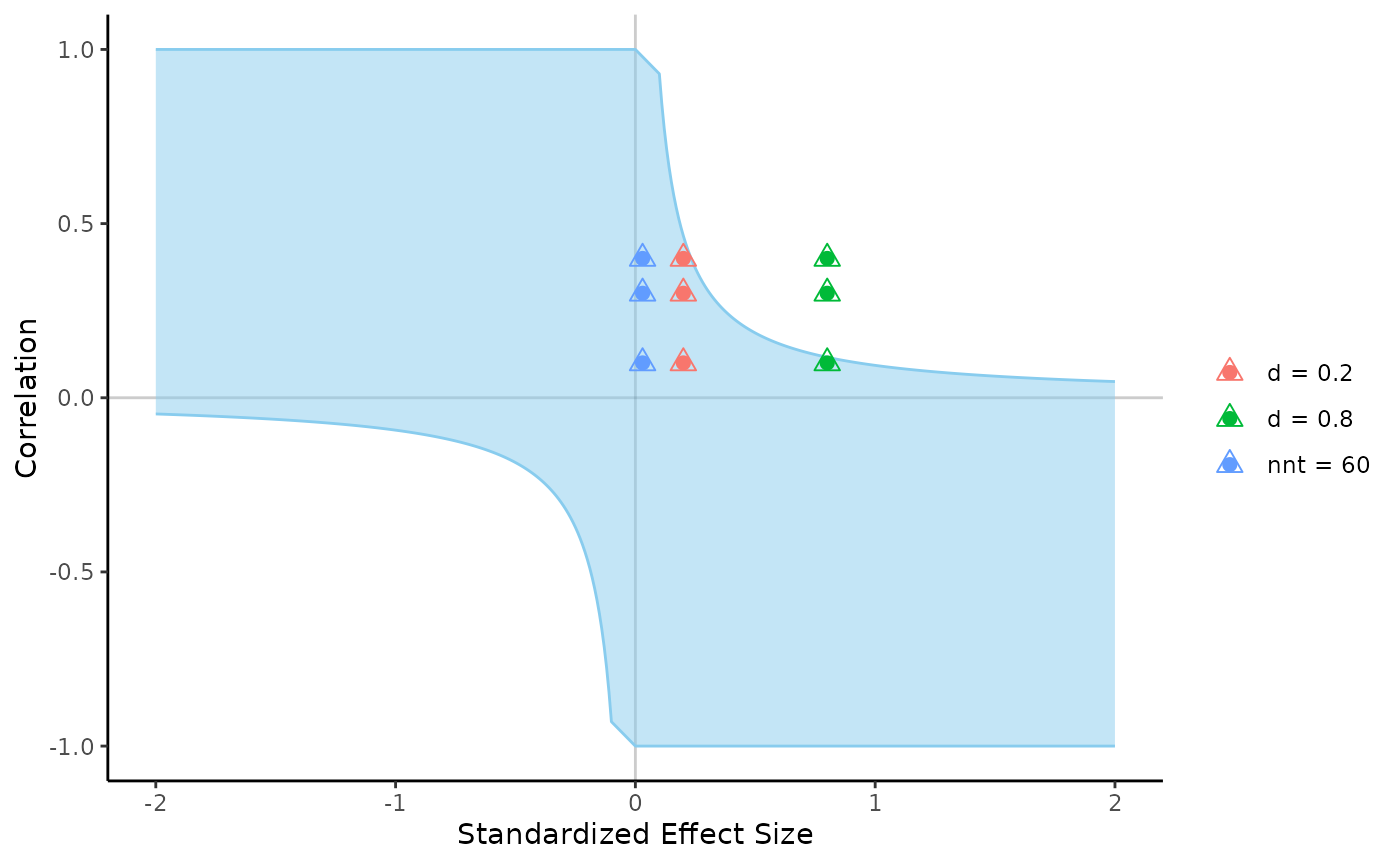 1.0
0.5
0.0
-0.5
-1.0
Correlation
-2
-1
0
1
2
Standardized Effect Size
d = 0.2
d = 0.8
nnt = 60